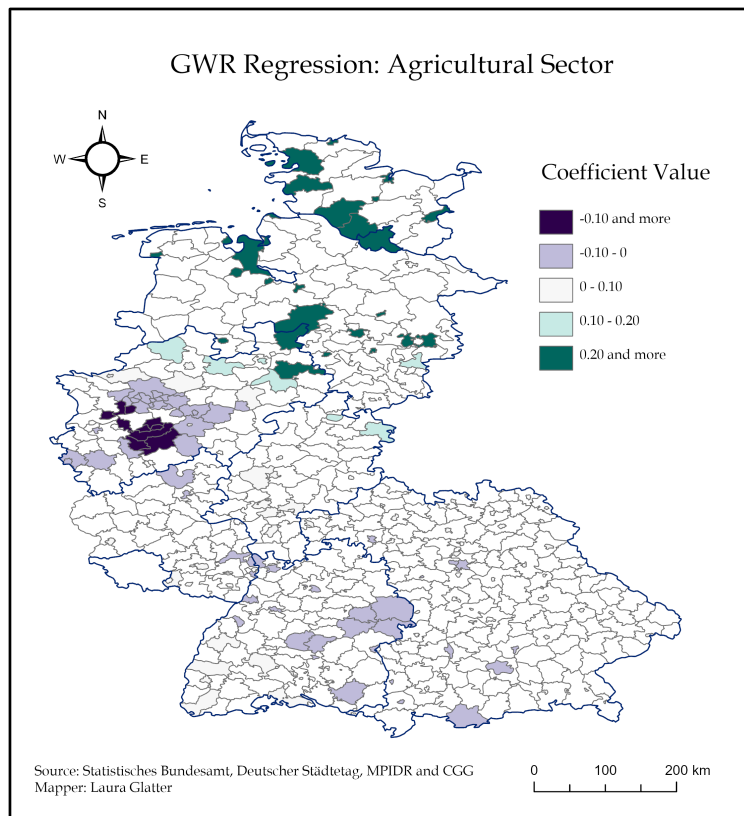 GWR Regression: Agricultural Sector
N
W E
S
Coefficient Value
-0.10 and more
-0.10 - 0
0 - 0.10
0.10 - 0.20
0.20 and more
Source: Statistisches Bundesamt, Deutscher Städtetag, MPIDR and CGG
Mapper: Laura Glatter
0 100 200 km